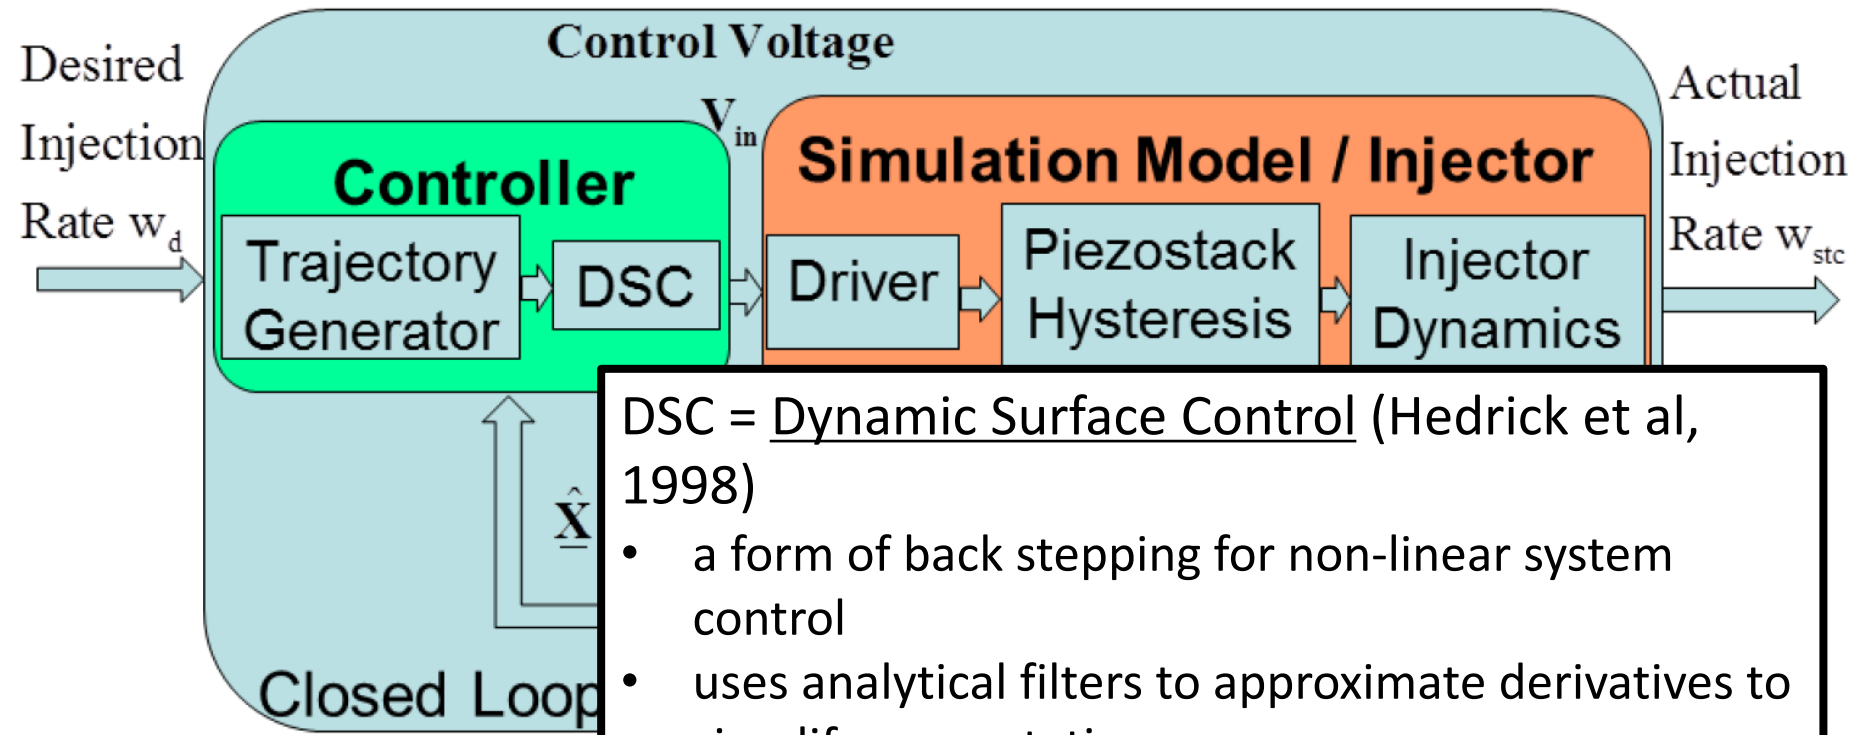 Control Voltage
Desired
Injection
Rate w_d
V_in
Controller
Trajectory
Generator
DSC
Simulation Model / Injector
Driver
Piezostack
Hysteresis
Injector
Dynamics
Actual
Injection
Rate w_stc
X̂
Closed Loop
DSC = Dynamic Surface Control (Hedrick et al,
1998)
• a form of back stepping for non-linear system
control
• uses analytical filters to approximate derivatives to